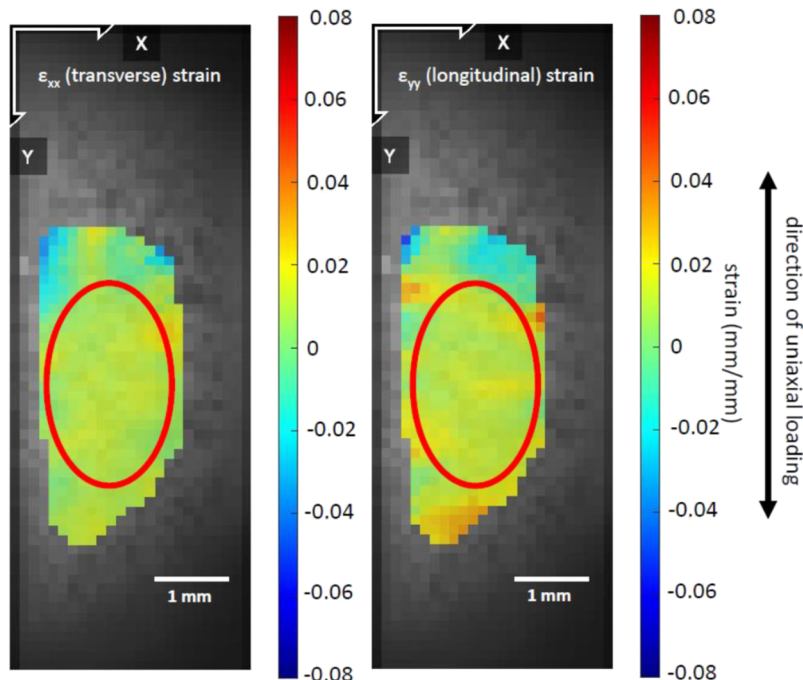 X
ε_xx (transverse) strain
Y
1 mm
0.08
0.06
0.04
0.02
0
-0.02
-0.04
-0.06
-0.08
X
ε_yy (longitudinal) strain
Y
1 mm
0.08
0.06
0.04
0.02
0
-0.02
-0.04
-0.06
-0.08
strain (mm/mm)
direction of uniaxial loading